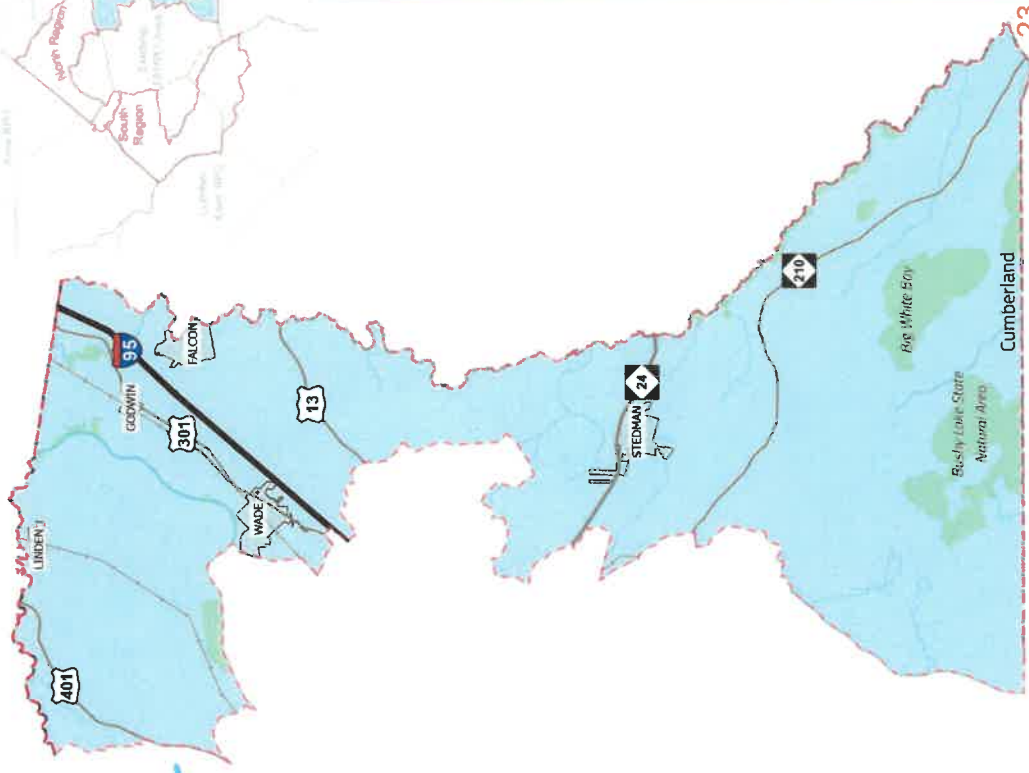 North Region
South
Region
LINDEN
401
GODWIN
95
FALCON
301
WADE
13
24
STEDMAN
210
Big White Bay
Bushy Lake State
Natural Area
Cumberland
23